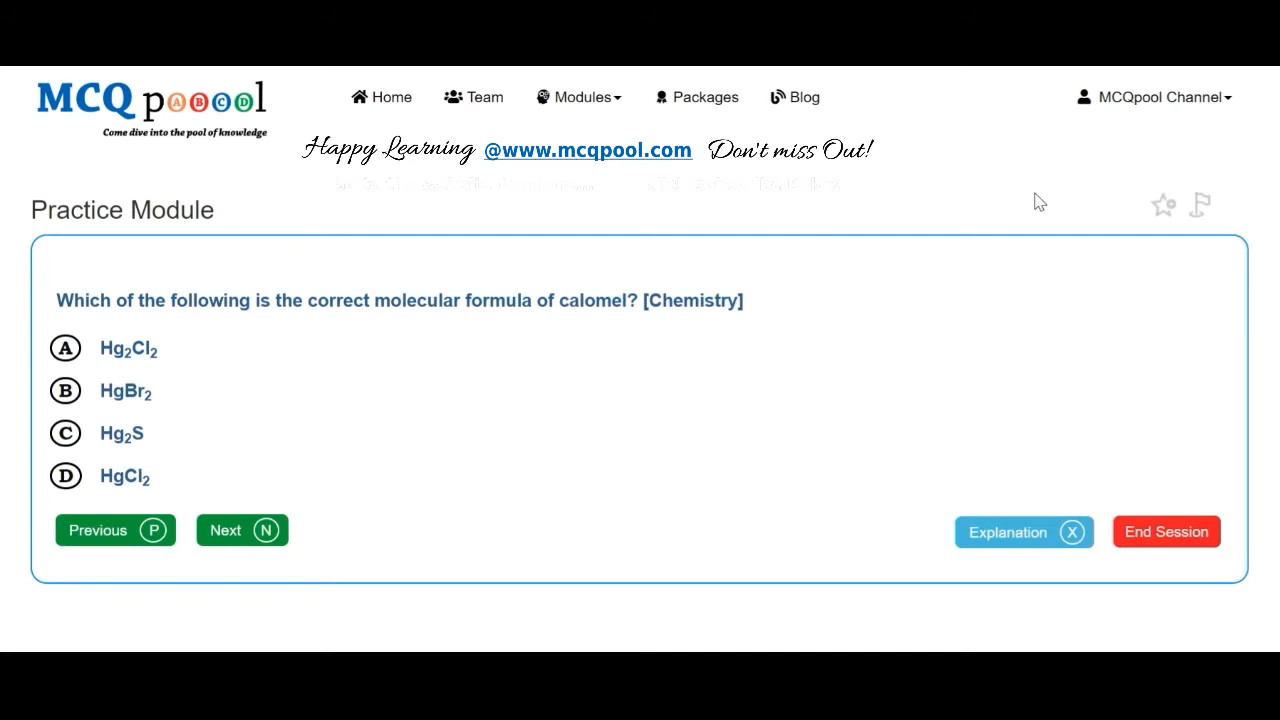 MCQ pooool
Come dive into the pool of knowledge
Home Team Modules Packages Blog MCQpool Channel
Happy Learning @www.mcqpool.com Don't miss Out!
Practice Module
Which of the following is the correct molecular formula of calomel? [Chemistry]
A Hg₂Cl₂
B HgBr₂
C Hg₂S
D HgCl₂
Previous P Next N Explanation X End Session